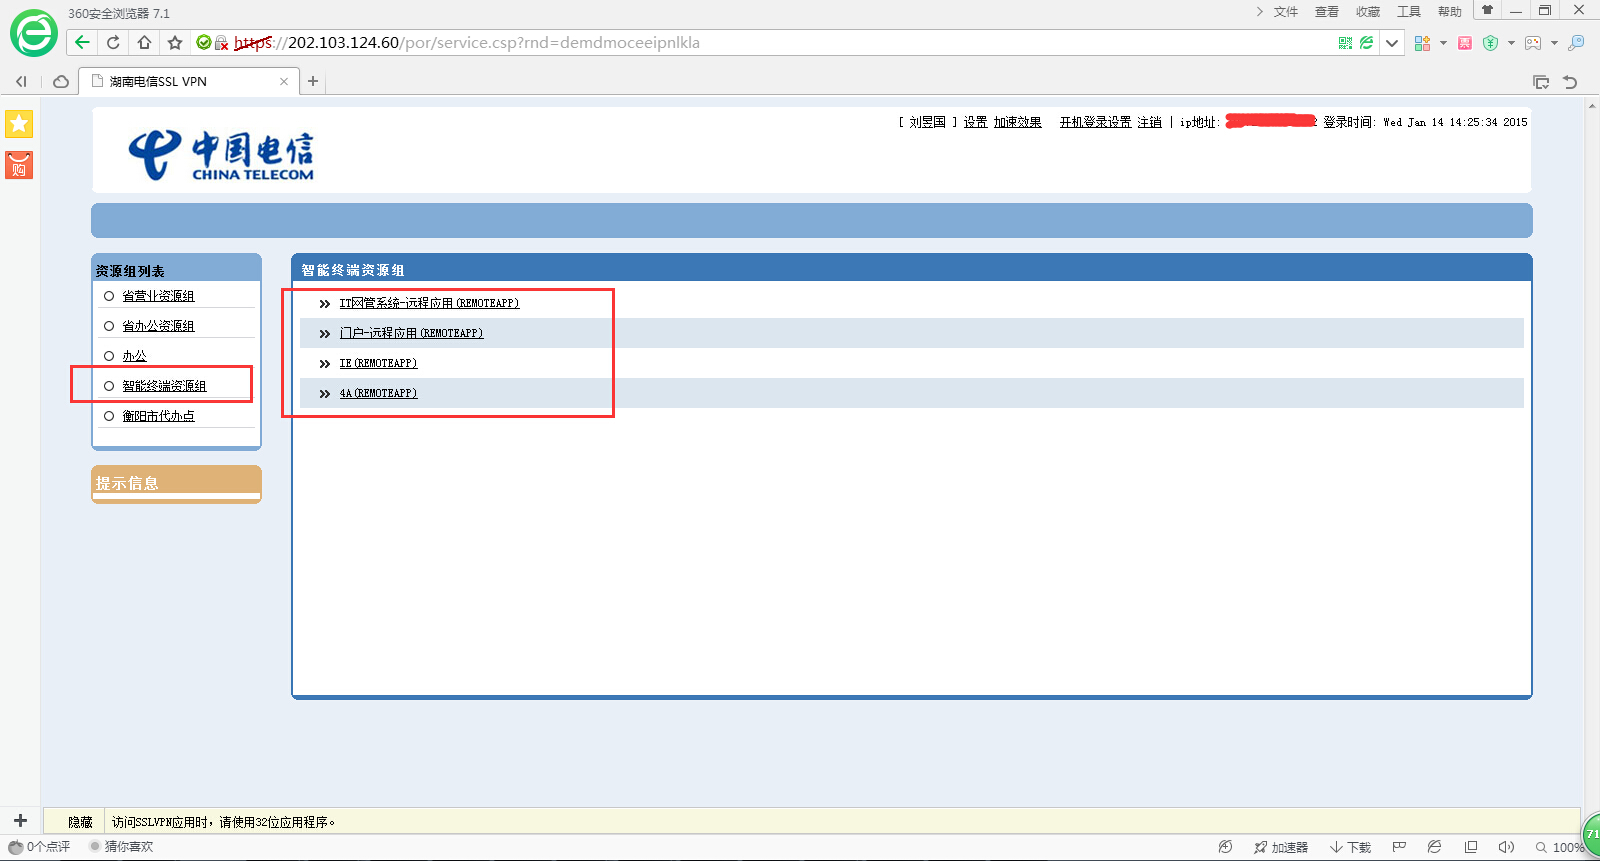 360安全浏览器 7.1
文件 查看 收藏 工具 帮助
https://202.103.124.60/por/service.csp?rnd=demdmoceeipnlkla
湖南电信SSL VPN
购
中国电信
CHINA TELECOM
[ 刘昱国 ] 设置 加速效果 开机登录设置 注销 | ip地址: 2 登录时间: Wed Jan 14 14:25:34 2015
资源组列表
省营业资源组
省办公资源组
办公
智能终端资源组
衡阳市代办点
提示信息
智能终端资源组
IT网管系统-远程应用(REMOTEAPP)
门户-远程应用(REMOTEAPP)
IE(REMOTEAPP)
4A(REMOTEAPP)
隐藏 访问SSLVPN应用时，请使用32位应用程序。
0个点评 猜你喜欢
加速器 下载 100%
71